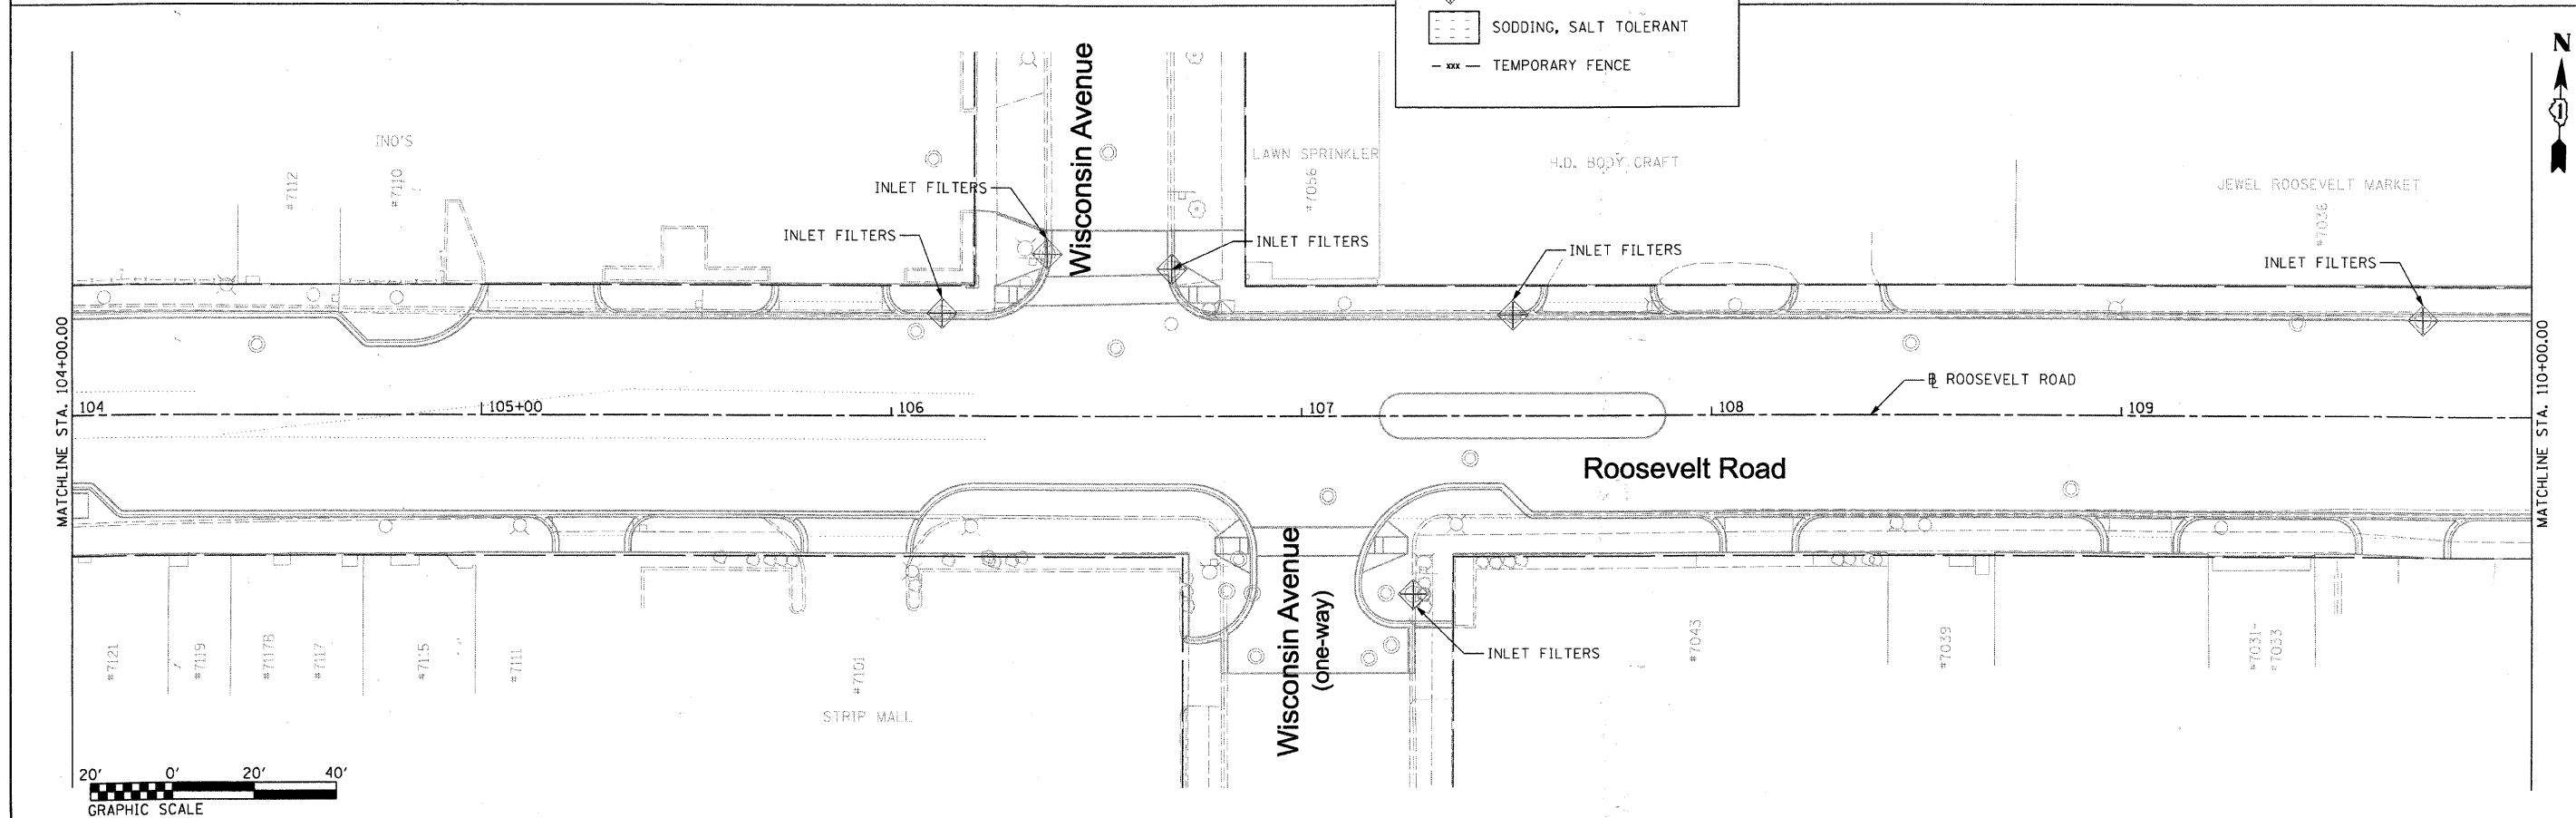 SODDING, SALT TOLERANT
- xxx - TEMPORARY FENCE
N
1
MATCHLINE STA. 104+00.00
INO'S
#7112
#7110
INLET FILTERS
INLET FILTERS
Wisconsin Avenue
INLET FILTERS
LAWN SPRINKLER
#7056
H.D. BODY CRAFT
INLET FILTERS
JEWEL ROOSEVELT MARKET
#7036
INLET FILTERS
MATCHLINE STA. 110+00.00
104
105+00
106
107
108
109
℄ ROOSEVELT ROAD
Roosevelt Road
#7121
#7119
#7117B
#7117
#7115
#7111
#7101
STRIP MALL
Wisconsin Avenue
(one-way)
INLET FILTERS
#7043
#7039
#7031-
#7033
20' 0' 20' 40'
GRAPHIC SCALE